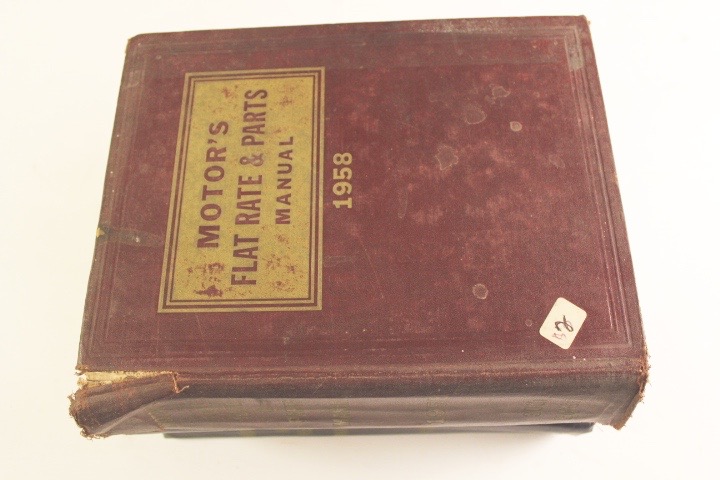 MOTOR'S
FLAT RATE & PARTS
MANUAL
1958